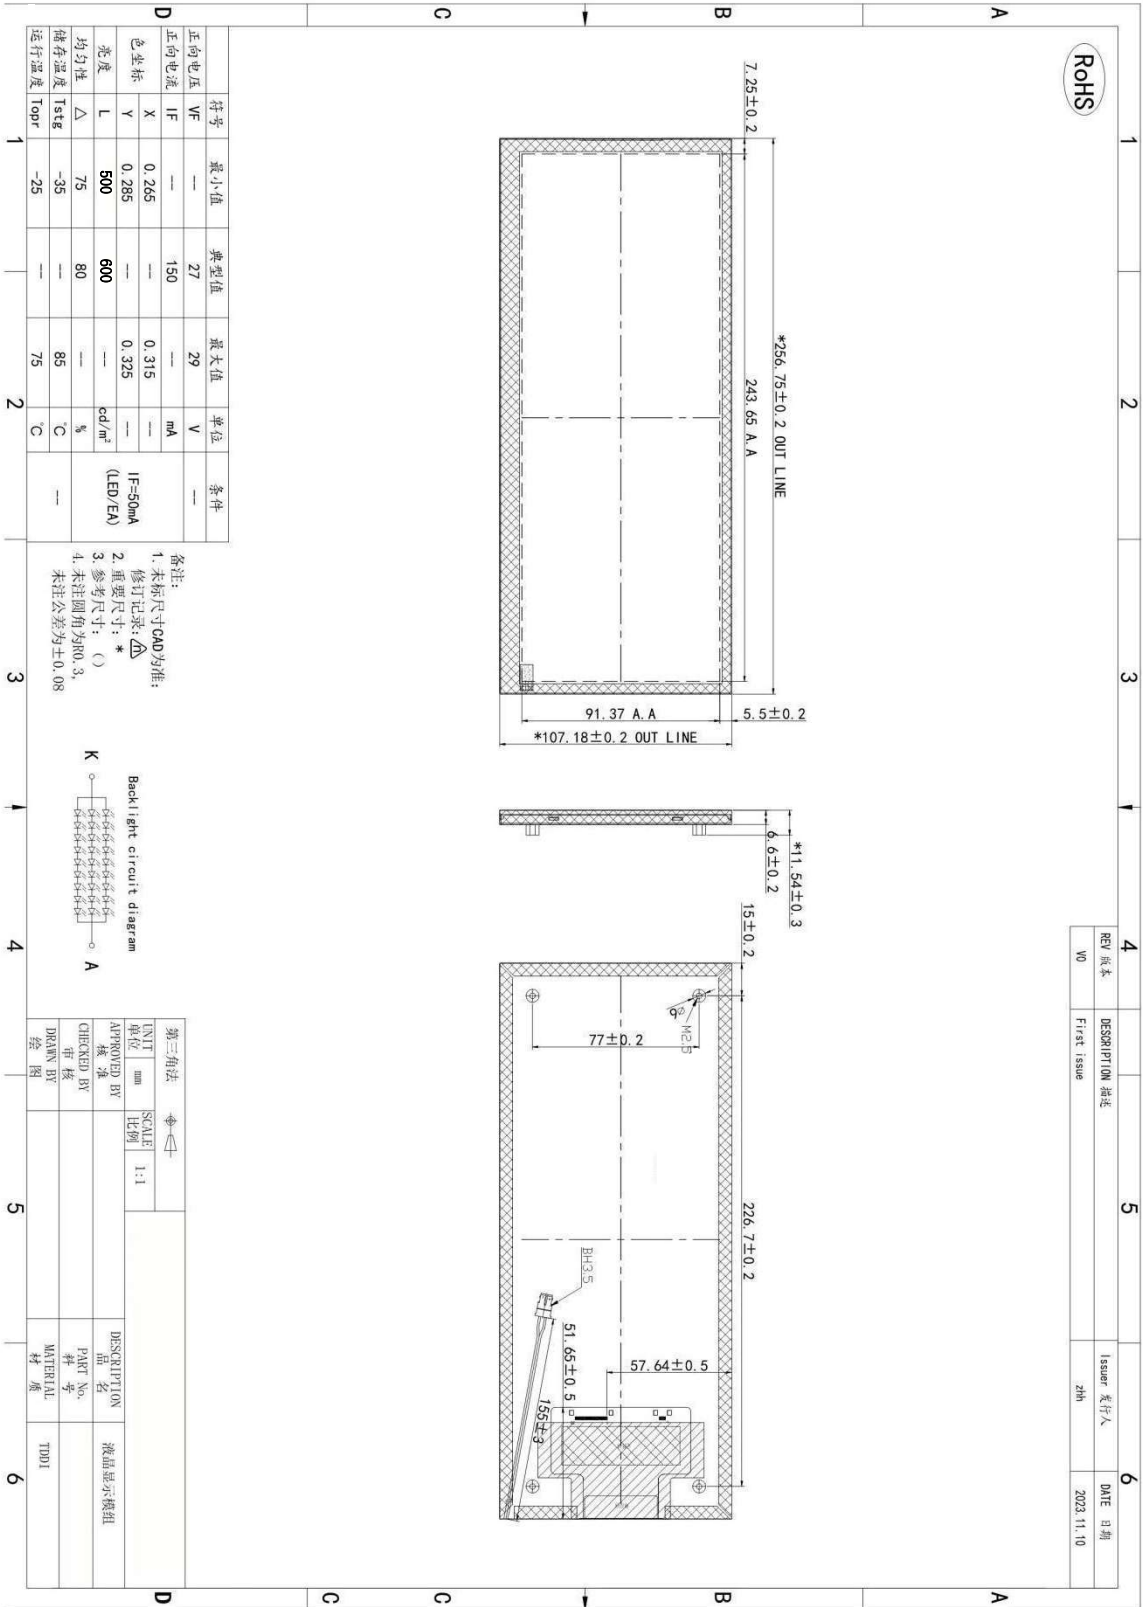 RoHS
1
2
3
4
5
6
A
B
C
D
REV 版本
DESCRIPTION 描述
Issuer 发行人
DATE 日期
V0
First issue
zhh
2023.11.10
*256.75±0.2 OUT LINE
243.65 A.A
7.25±0.2
5.5±0.2
91.37 A.A
*107.18±0.2 OUT LINE
*11.54±0.3
6.6±0.2
15±0.2
226.7±0.2
M2.5
77±0.2
57.64±0.5
BH3.5
51.65±0.5
155±3
符号 最小值 典型值 最大值 单位 条件
正向电压 VF -- 27 29 V --
正向电流 IF -- 150 -- mA
色坐标 X 0.265 -- 0.315 --
Y 0.285 -- 0.325 --
IF=50mA
(LED/EA)
亮度 L 500 600 -- cd/m²
均匀性 △ 75 80 -- %
储存温度 Tstg -35 -- 85 °C
--
运行温度 Topr -25 -- 75 °C
备注:
1. 未标尺寸CAD为准;
修订记录:
2. 重要尺寸: *
3. 参考尺寸: ( )
4. 未注圆角为R0.3,
未注公差为±0.08
Backlight circuit diagram
K
A
第三角法
UNIT
单位
mm
SCALE
比例
1:1
APPROVED BY
核 准
DESCRIPTION
品 名
液晶显示模组
CHECKED BY
审 核
PART No.
料 号
DRAWN BY
绘 图
MATERIAL
材 质
TDDI
1
2
3
4
5
6
A
B
C
C
D